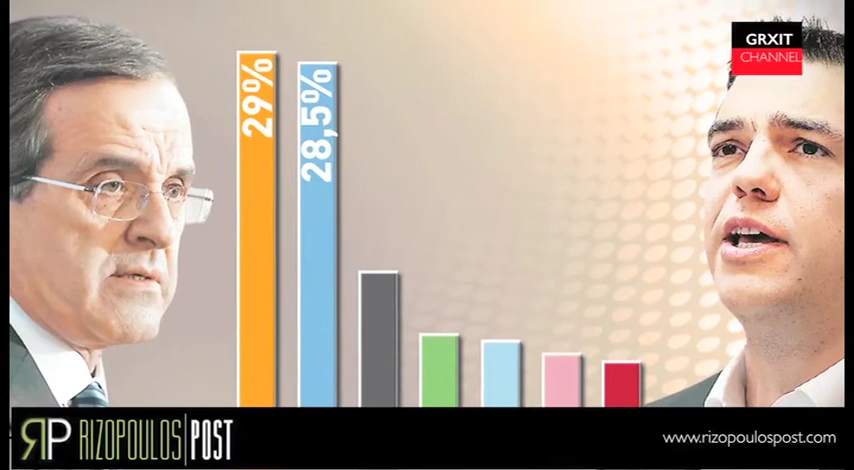 GRXIT
CHANNEL
29%
28,5%
RP RIZOPOULOS|POST
www.rizopoulospost.com